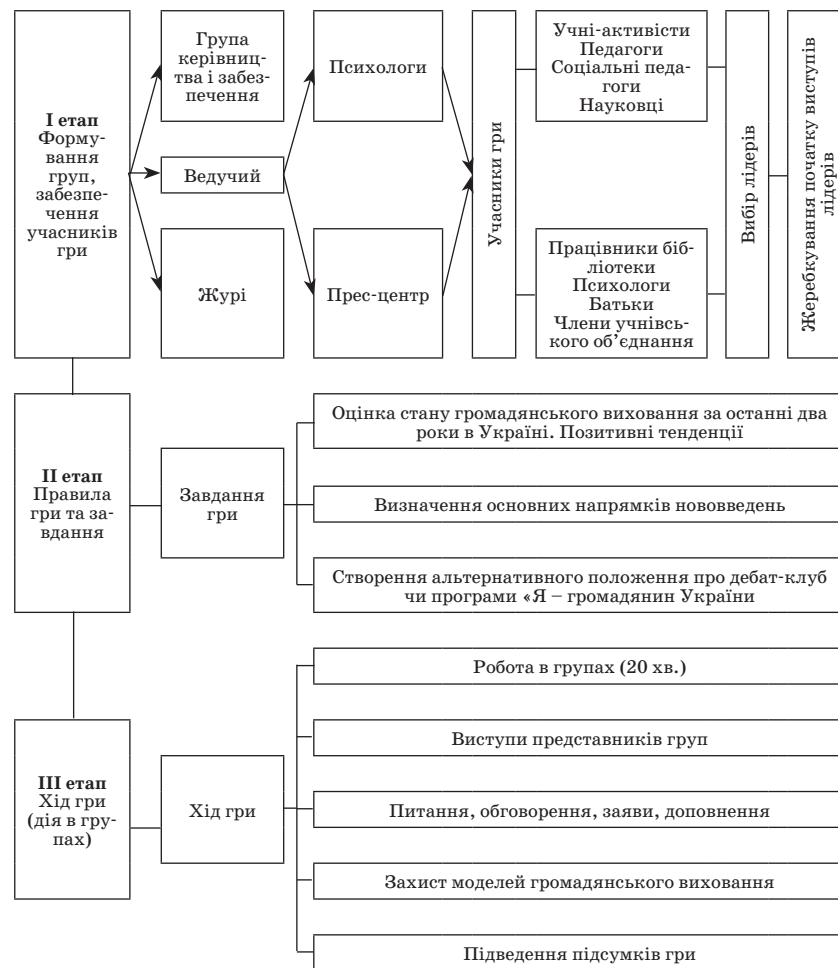 I етап
Форму-
вання
груп,
забезпе-
чення
учасників
гри
Група
керівниц-
тва і забез-
печення
Ведучий
Журі
Психологи
Прес-центр
Учасники гри
Учні-активісти
Педагоги
Соціальні педа-
гоги
Науковці
Працівники біб-
ліотеки
Психологи
Батьки
Члени учнівсь-
кого об’єднання
Вибір лідерів
Жеребкування початку виступів
лідерів
II етап
Правила
гри та за-
вдання
Завдання
гри
Оцінка стану громадянського виховання за останні два
роки в Україні. Позитивні тенденції
Визначення основних напрямків нововведень
Створення альтернативного положення про дебат-клуб
чи програми «Я – громадянин України
III етап
Хід гри
(дія в гру-
пах)
Хід гри
Робота в групах (20 хв.)
Виступи представників груп
Питання, обговорення, заяви, доповнення
Захист моделей громадянського виховання
Підведення підсумків гри